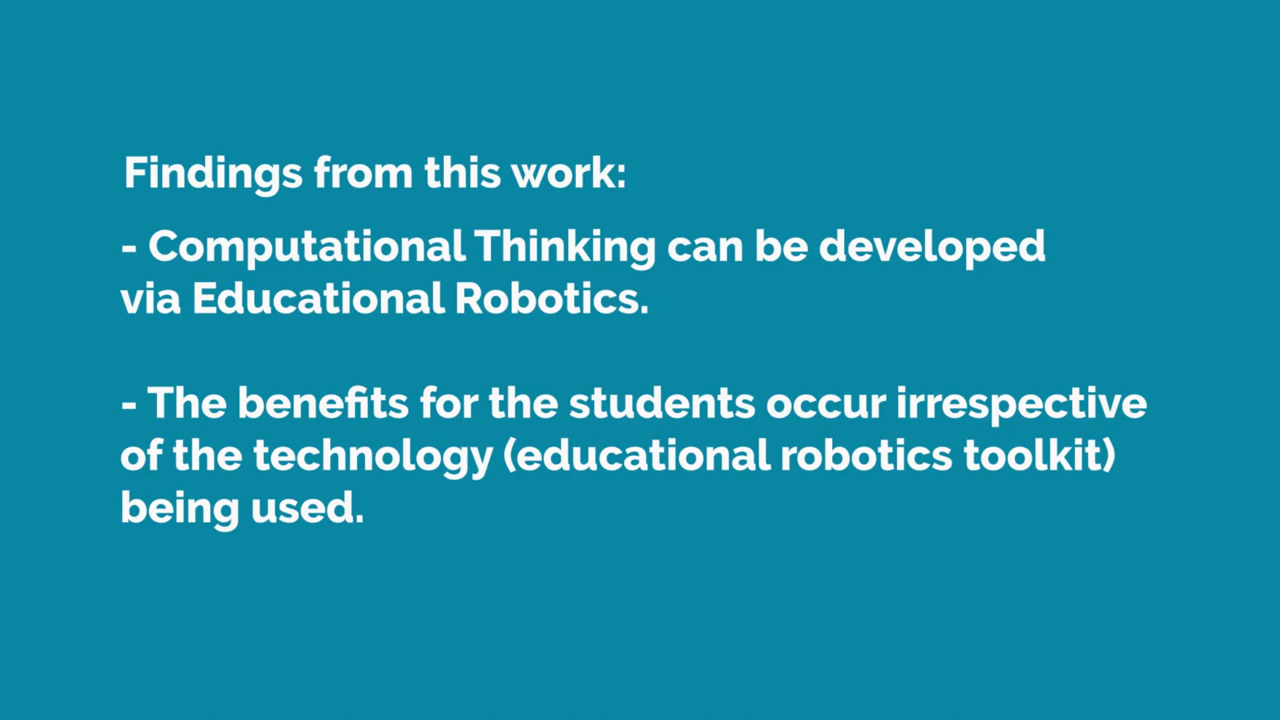 Findings from this work:
- Computational Thinking can be developed
via Educational Robotics.
- The benefits for the students occur irrespective
of the technology (educational robotics toolkit)
being used.